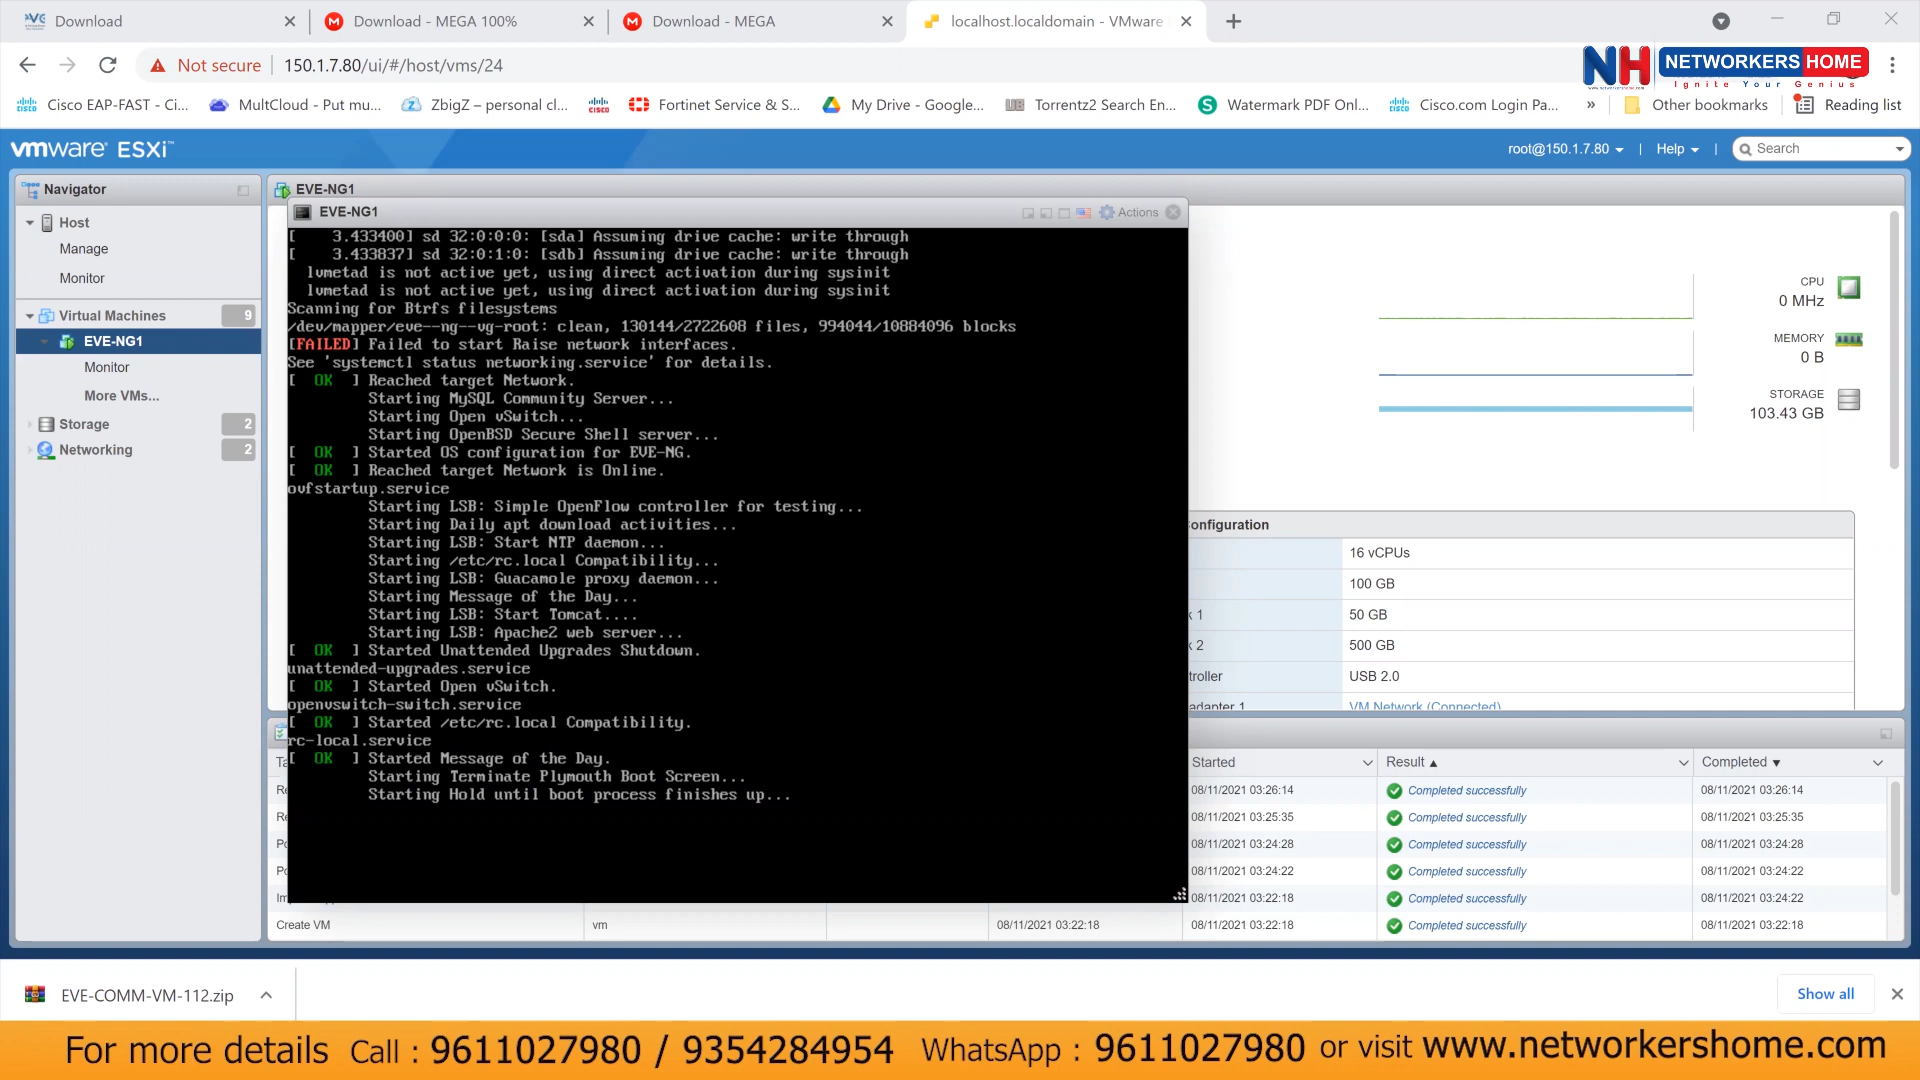 Download
Download - MEGA 100%
Download - MEGA
localhost.localdomain - VMware
Not secure
150.1.7.80/ui/#/host/vms/24
NH NETWORKERS HOME
Ignite Your Genius
www.networkershome.com
Cisco EAP-FAST - Ci...
MultCloud - Put mu...
ZbigZ – personal cl...
Fortinet Service & S...
My Drive - Google...
Torrentz2 Search En...
Watermark PDF Onl...
Cisco.com Login Pa...
»
Other bookmarks
Reading list
vmware ESXi™
root@150.1.7.80
Help
Search
Navigator
Host
Manage
Monitor
Virtual Machines 9
EVE-NG1
Monitor
More VMs...
Storage 2
Networking 2
EVE-NG1
EVE-NG1
Actions
[    3.433400] sd 32:0:0:0: [sda] Assuming drive cache: write through
[    3.433837] sd 32:0:1:0: [sdb] Assuming drive cache: write through
lvmetad is not active yet, using direct activation during sysinit
lvmetad is not active yet, using direct activation during sysinit
Scanning for Btrfs filesystems
/dev/mapper/eve--ng--vg-root: clean, 130144/2722608 files, 994044/10884096 blocks
[FAILED] Failed to start Raise network interfaces.
See 'systemctl status networking.service' for details.
[  OK  ] Reached target Network.
Starting MySQL Community Server...
Starting Open vSwitch...
Starting OpenBSD Secure Shell server...
[  OK  ] Started OS configuration for EVE-NG.
[  OK  ] Reached target Network is Online.
ovfstartup.service
Starting LSB: Simple OpenFlow controller for testing...
Starting Daily apt download activities...
Starting LSB: Start NTP daemon...
Starting /etc/rc.local Compatibility...
Starting LSB: Guacamole proxy daemon...
Starting Message of the Day...
Starting LSB: Start Tomcat....
Starting LSB: Apache2 web server...
[  OK  ] Started Unattended Upgrades Shutdown.
unattended-upgrades.service
[  OK  ] Started Open vSwitch.
openvswitch-switch.service
[  OK  ] Started /etc/rc.local Compatibility.
rc-local.service
[  OK  ] Started Message of the Day.
Starting Terminate Plymouth Boot Screen...
Starting Hold until boot process finishes up...
CPU
0 MHz
MEMORY
0 B
STORAGE
103.43 GB
onfiguration
16 vCPUs
100 GB
k 1 50 GB
k 2 500 GB
troller USB 2.0
adapter 1 VM Network (Connected)
Ta Started Result ▲ Completed ▼
Re 08/11/2021 03:26:14 Completed successfully 08/11/2021 03:26:14
Re 08/11/2021 03:25:35 Completed successfully 08/11/2021 03:25:35
Po 08/11/2021 03:24:28 Completed successfully 08/11/2021 03:24:28
Po 08/11/2021 03:24:22 Completed successfully 08/11/2021 03:24:22
Im 08/11/2021 03:22:18 Completed successfully 08/11/2021 03:24:22
Create VM vm 08/11/2021 03:22:18 08/11/2021 03:22:18 Completed successfully 08/11/2021 03:22:18
EVE-COMM-VM-112.zip
Show all
For more details Call : 9611027980 / 9354284954 WhatsApp : 9611027980 or visit www.networkershome.com